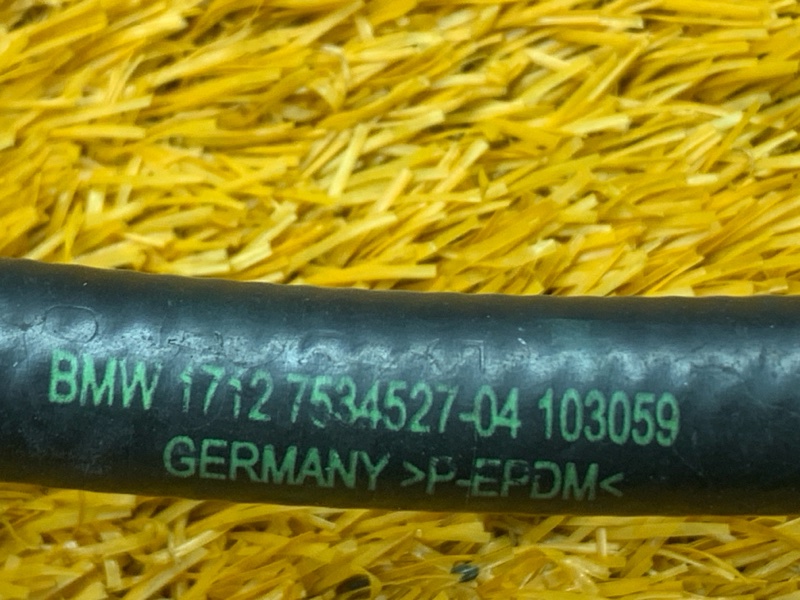 BMW 1712 7534527-04 103059
GERMANY >P-EPDM<